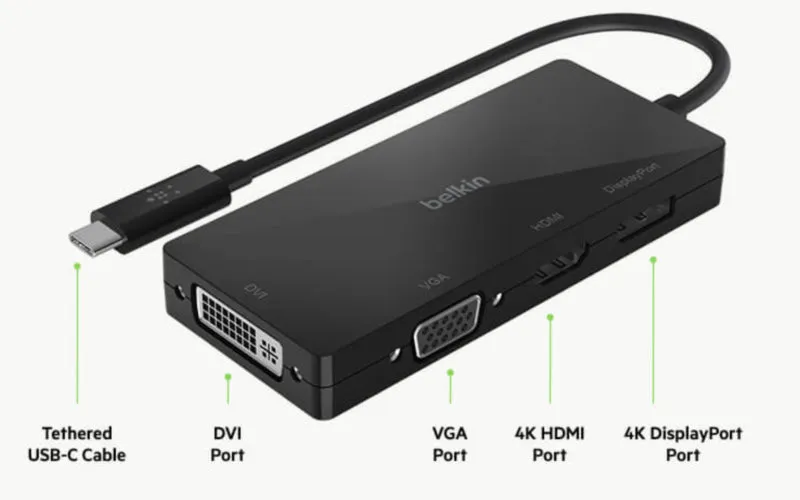 belkin
DisplayPort
HDMI
VGA
DVI
Tethered
USB-C Cable
DVI
Port
VGA
Port
4K HDMI
Port
4K DisplayPort
Port